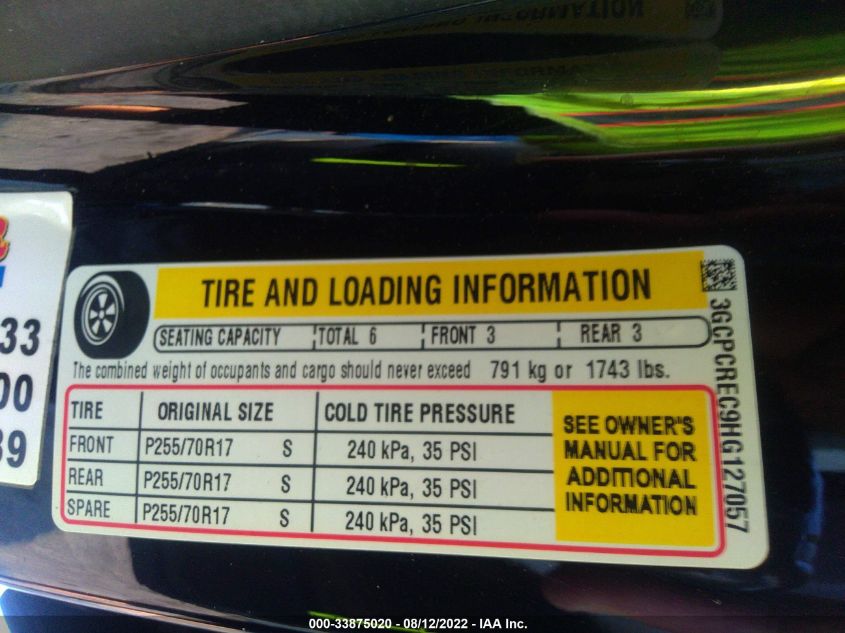 INFORMATION
33
00
39
TIRE AND LOADING INFORMATION
SEATING CAPACITY TOTAL 6 FRONT 3 REAR 3
The combined weight of occupants and cargo should never exceed 791 kg or 1743 lbs.
TIRE ORIGINAL SIZE COLD TIRE PRESSURE
FRONT P255/70R17 S 240 kPa, 35 PSI
REAR P255/70R17 S 240 kPa, 35 PSI
SPARE P255/70R17 S 240 kPa, 35 PSI
SEE OWNER'S
MANUAL FOR
ADDITIONAL
INFORMATION
3GCPCREC9HG127057
000-33875020 - 08/12/2022 - IAA Inc.